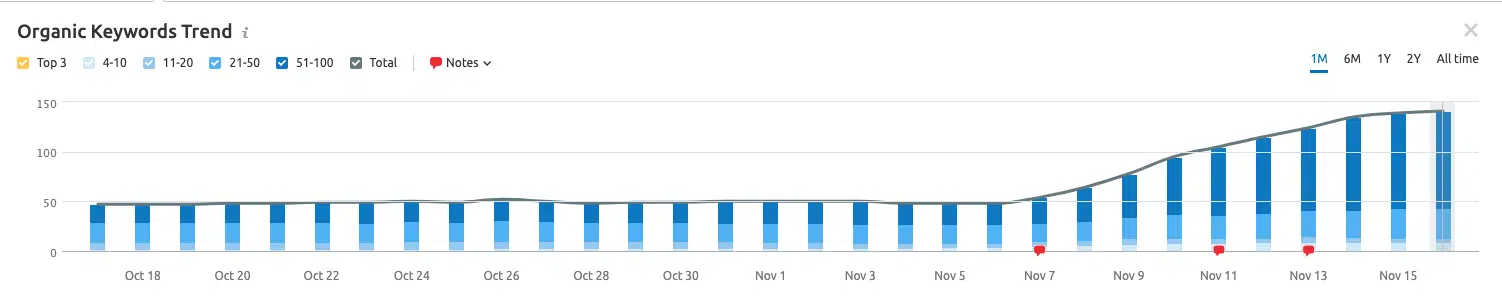 Organic Keywords Trend i
Top 3 4-10 11-20 21-50 51-100 Total Notes 1M 6M 1Y 2Y All time
150
100
50
0
Oct 18 Oct 20 Oct 22 Oct 24 Oct 26 Oct 28 Oct 30 Nov 1 Nov 3 Nov 5 Nov 7 Nov 9 Nov 11 Nov 13 Nov 15